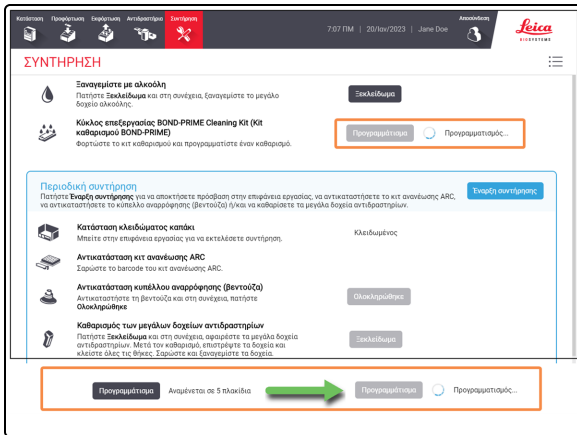 Κατάσταση Προφόρτωση Εκφόρτωση Αντιδραστήρια Συντήρηση
7:07 ΠΜ | 20/Ιαν/2023 | Jane Doe
Αποσύνδεση
Leica
BIOSYSTEMS
ΣΥΝΤΗΡΗΣΗ
Ξαναγεμίστε με αλκοόλη
Πατήστε Ξεκλείδωμα και στη συνέχεια, ξαναγεμίστε το μεγάλο
δοχείο αλκοόλης.
Ξεκλείδωμα
Κύκλος επεξεργασίας BOND-PRIME Cleaning Kit (Kit
καθαρισμού BOND-PRIME)
Φορτώστε το κιτ καθαρισμού και προγραμματίστε έναν καθαρισμό.
Προγραμμάτισμα Προγραμματισμός...
Περιοδική συντήρηση
Πατήστε Έναρξη συντήρησης για να αποκτήσετε πρόσβαση στην επιφάνεια εργασίας, να αντικαταστήσετε το κιτ ανανέωσης ARC,
να αντικαταστήσετε το κύπελλο αναρρόφησης (βεντούζα) ή/και να καθαρίσετε τα μεγάλα δοχεία αντιδραστηρίων.
Έναρξη συντήρησης
Κατάσταση κλειδώματος καπάκι
Μπείτε στην επιφάνεια εργασίας για να εκτελέσετε συντήρηση.
Κλειδωμένος
Αντικατάσταση κιτ ανανέωσης ARC
Σαρώστε το barcode του κιτ ανανέωσης ARC.
Αντικατάσταση κυπέλλου αναρρόφησης (βεντούζα)
Αντικαταστήστε τη βεντούζα και στη συνέχεια, πατήστε
Ολοκληρώθηκε
Ολοκληρώθηκε
Καθαρισμός των μεγάλων δοχείων αντιδραστηρίων
Πατήστε Ξεκλείδωμα και στη συνέχεια, αφαιρέστε τα μεγάλα δοχεία
αντιδραστηρίων. Μετά τον καθαρισμό, επιστρέψτε τα δοχεία και
κλείστε όλες τις θήκες. Σαρώστε και ξαναγεμίστε τα δοχεία.
Ξεκλείδωμα
Προγραμμάτισμα Αναμένεται σε 5 πλακίδια Προγραμμάτισμα Προγραμματισμός...